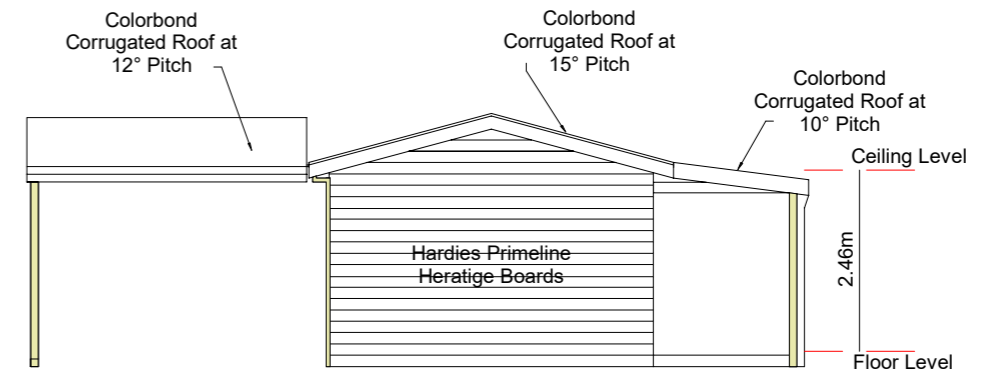 Colorbond
Corrugated Roof at
12° Pitch
Colorbond
Corrugated Roof at
15° Pitch
Colorbond
Corrugated Roof at
10° Pitch
Ceiling Level
Hardies Primeline
Heratige Boards
2.46m
Floor Level